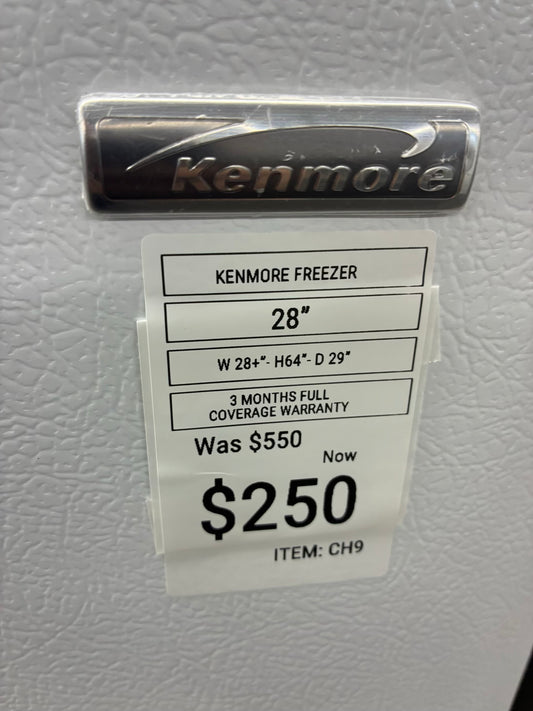 Kenmore
KENMORE FREEZER
28"
W 28+"- H64"- D 29"
3 MONTHS FULL
COVERAGE WARRANTY
Was $550
Now
$250
ITEM: CH9